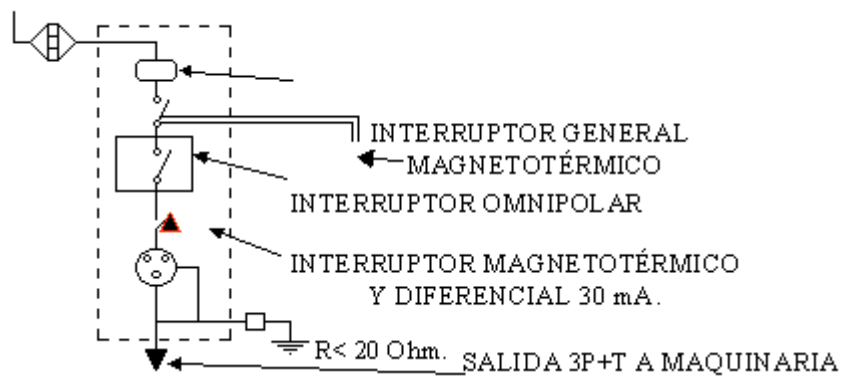 INTERRUPTOR GENERAL
MAGNETOTÉRMICO
INTERRUPTOR OMNIPOLAR
INTERRUPTOR MAGNETOTÉRMICO
Y DIFERENCIAL 30 mA.
R< 20 Ohm.
SALIDA 3P+T A MAQUINARIA